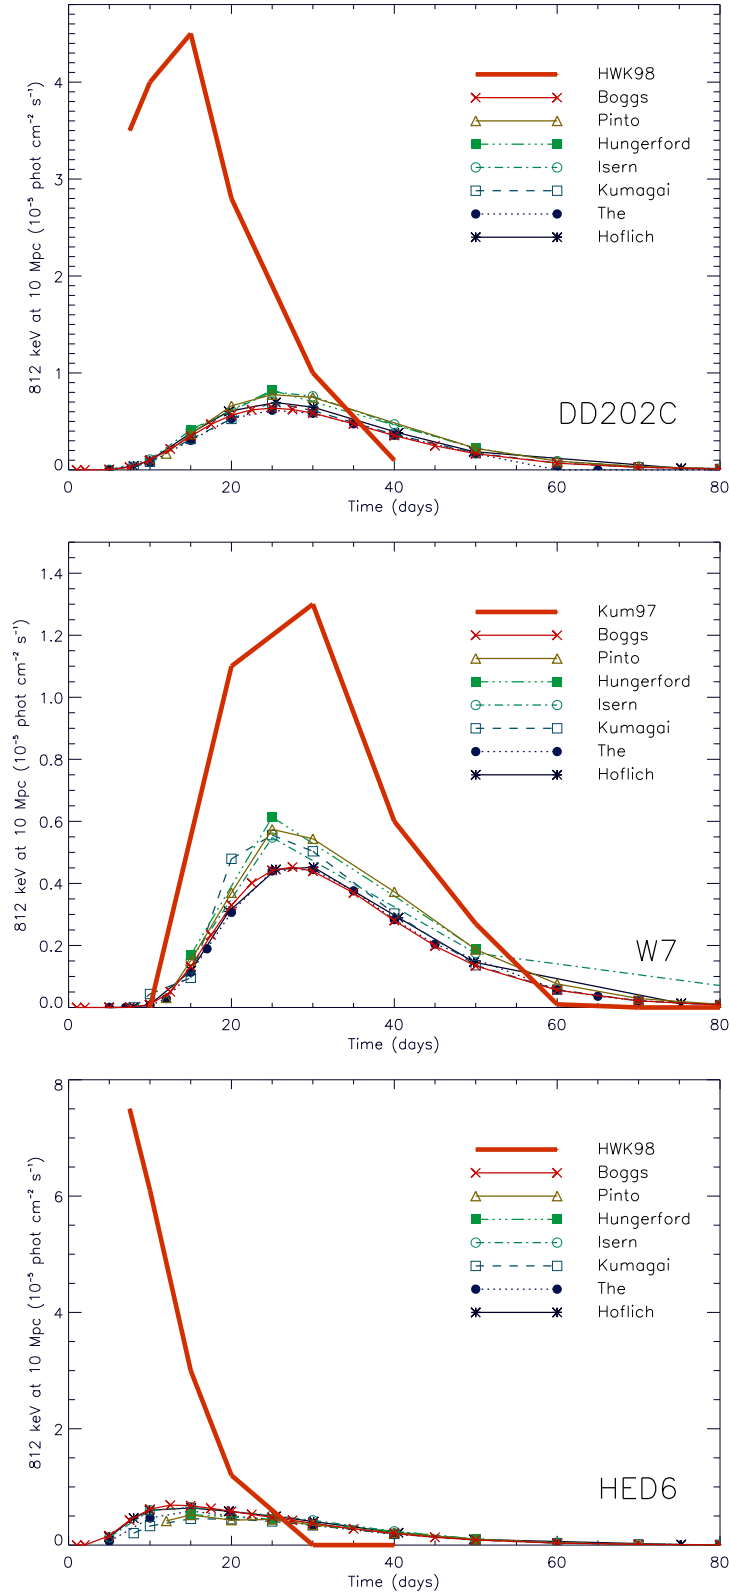 812 keV at 10 Mpc (10⁻⁵ phot cm⁻² s⁻¹)
4
3
2
1
0
HWK98
Boggs
Pinto
Hungerford
Isern
Kumagai
The
Hoflich
DD202C
0 20 40 60 80
Time (days)
812 keV at 10 Mpc (10⁻⁵ phot cm⁻² s⁻¹)
1.4
1.2
1.0
0.8
0.6
0.4
0.2
0.0
Kum97
Boggs
Pinto
Hungerford
Isern
Kumagai
The
Hoflich
W7
0 20 40 60 80
Time (days)
812 keV at 10 Mpc (10⁻⁵ phot cm⁻² s⁻¹)
8
6
4
2
0
HWK98
Boggs
Pinto
Hungerford
Isern
Kumagai
The
Hoflich
HED6
0 20 40 60 80
Time (days)